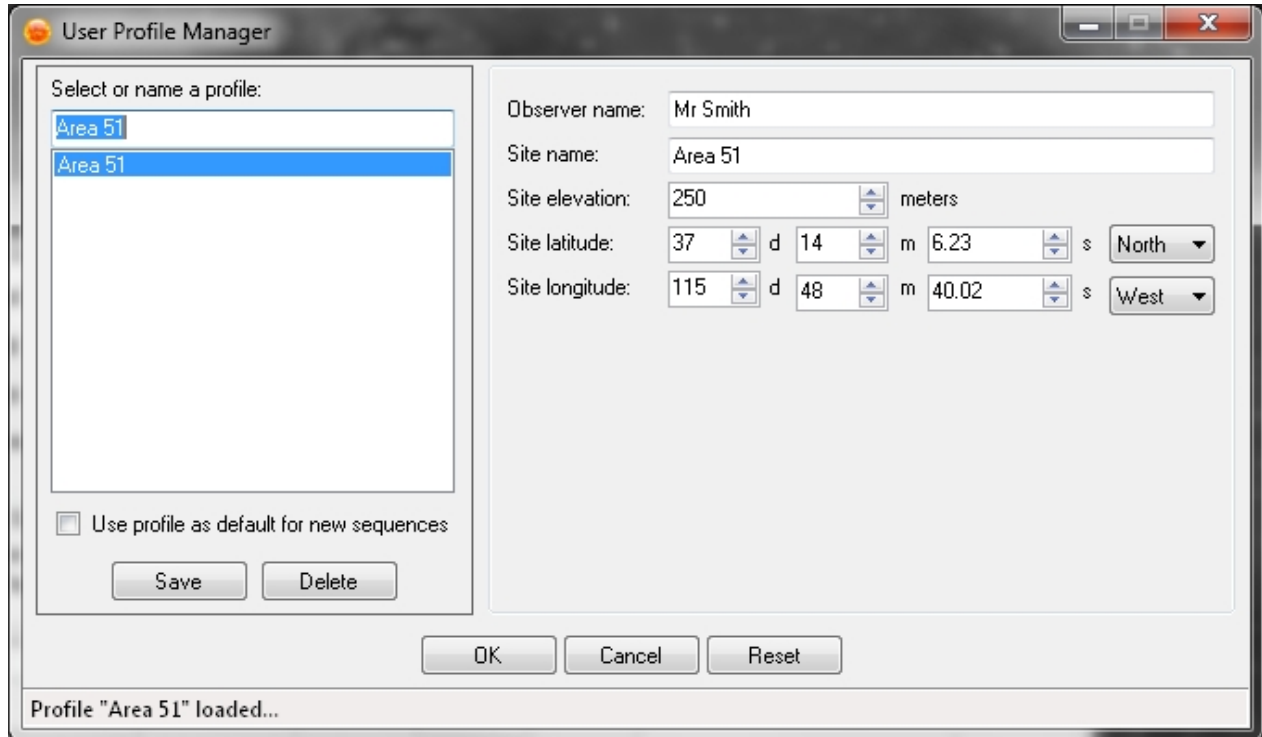 User Profile Manager
Select or name a profile:
Area 51
Area 51
Use profile as default for new sequences
Save Delete
Observer name: Mr Smith
Site name: Area 51
Site elevation: 250 meters
Site latitude: 37 d 14 m 6.23 s North
Site longitude: 115 d 48 m 40.02 s West
OK Cancel Reset
Profile "Area 51" loaded...